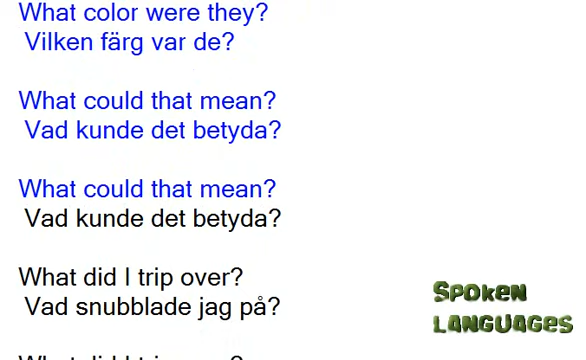 What color were they?
Vilken färg var de?
What could that mean?
Vad kunde det betyda?
What could that mean?
Vad kunde det betyda?
What did I trip over?
Vad snubblade jag på?
Spoken
Languages